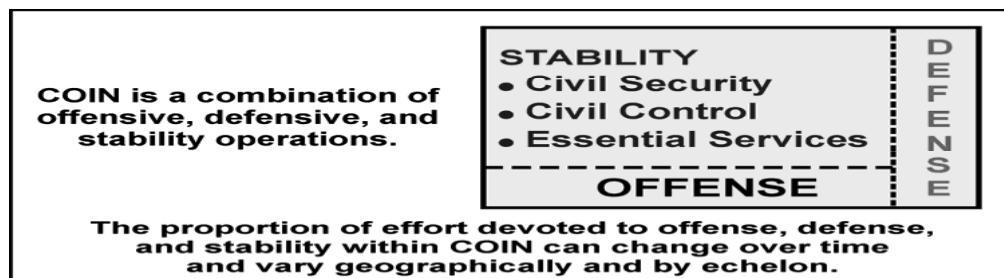 COIN is a combination of
offensive, defensive, and
stability operations.
STABILITY
• Civil Security
• Civil Control
• Essential Services
OFFENSE
DEFENSE
The proportion of effort devoted to offense, defense,
and stability within COIN can change over time
and vary geographically and by echelon.